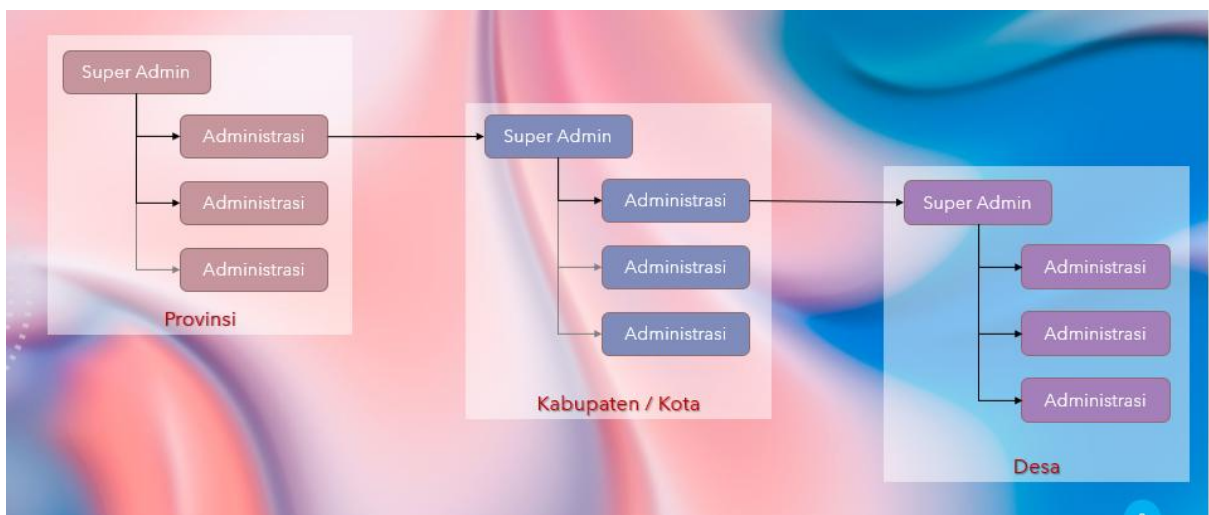 Super Admin
Administrasi
Administrasi
Administrasi
Provinsi
Super Admin
Administrasi
Administrasi
Administrasi
Kabupaten / Kota
Super Admin
Administrasi
Administrasi
Administrasi
Desa